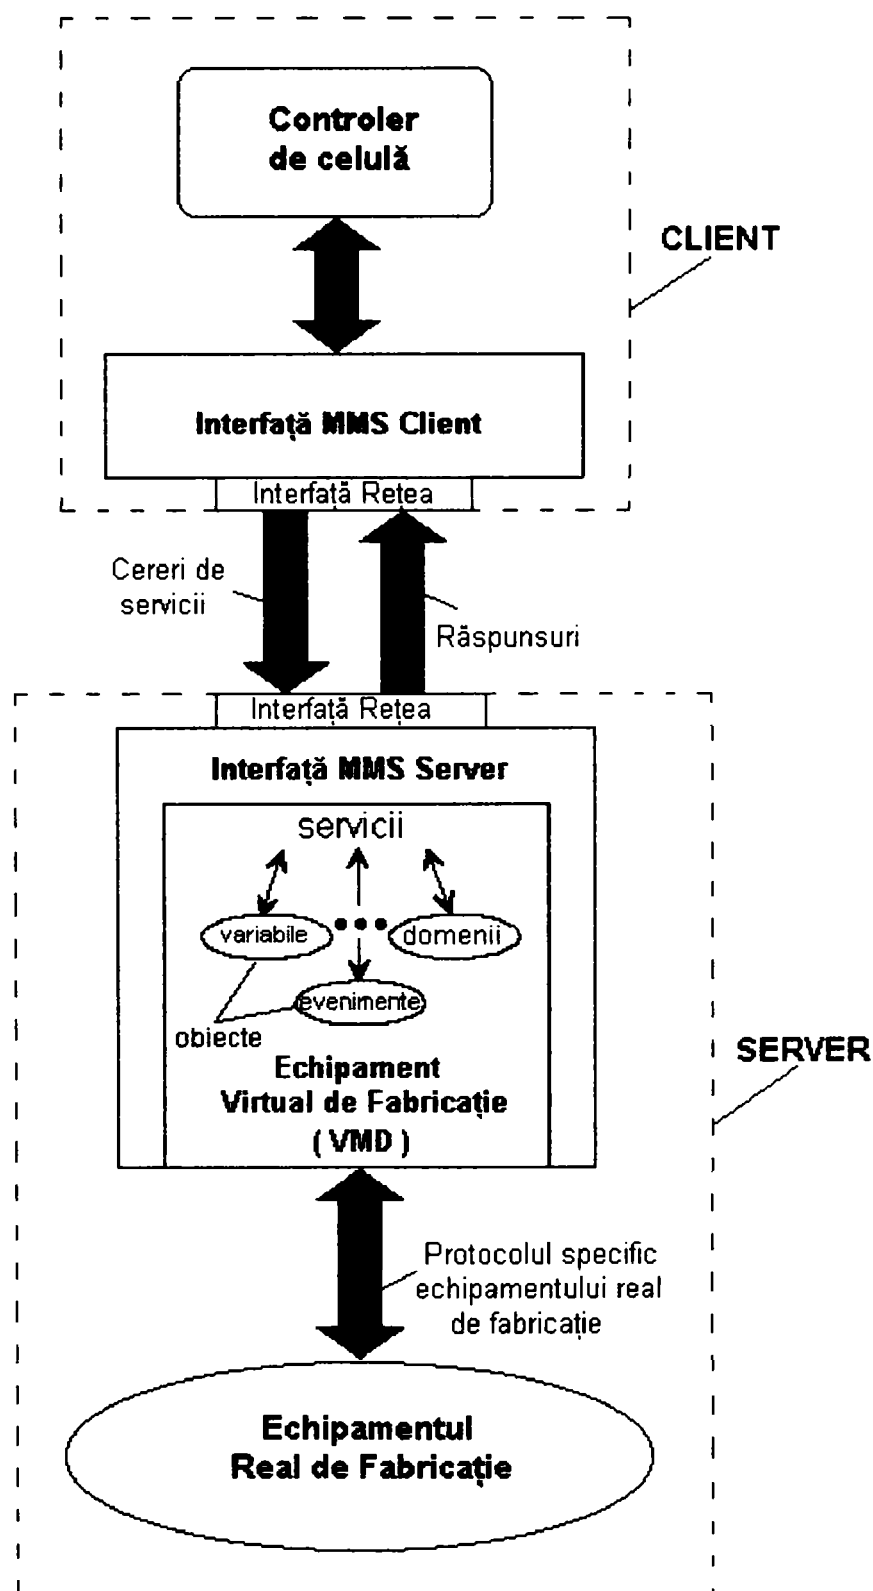 Controler
de celulă
CLIENT
Interfață MMS Client
Interfață Rețea
Cereri de
servicii
Răspunsuri
Interfață Rețea
Interfață MMS Server
servicii
variabile
domenii
evenimente
obiecte
Echipament
Virtual de Fabricație
( VMD )
SERVER
Protocolul specific
echipamentului real
de fabricație
Echipamentul
Real de Fabricație